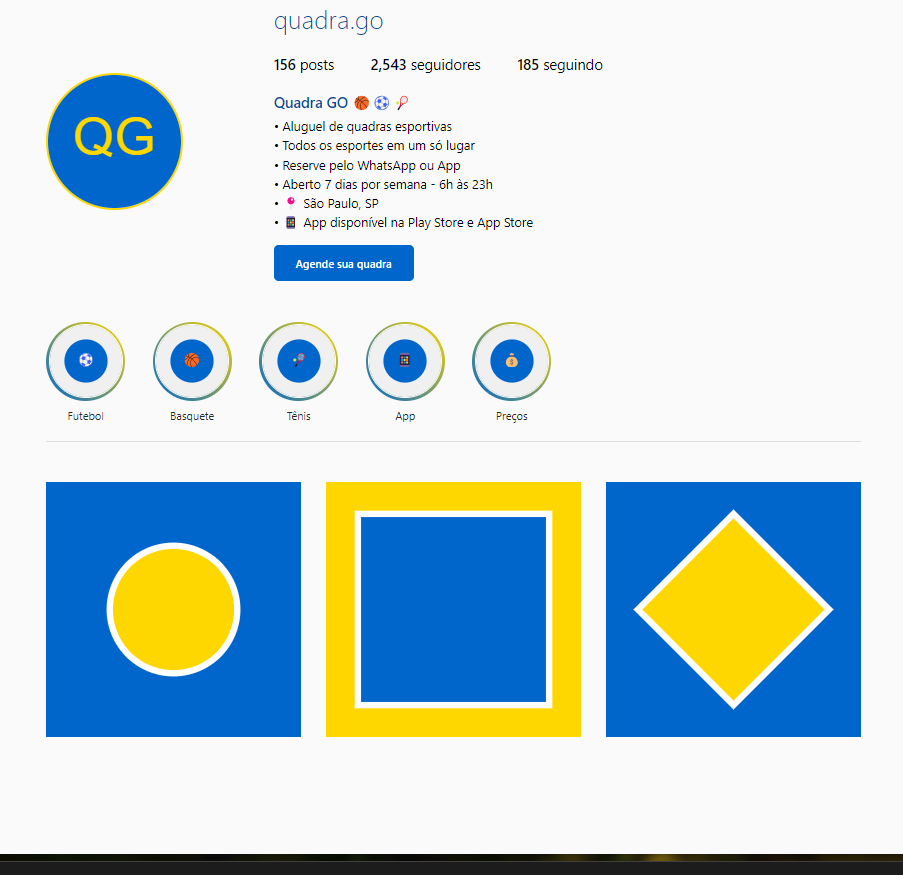 quadra.go
156 posts 2,543 seguidores 185 seguindo
QG
Quadra GO 🏀 ⚽ 🎾
• Aluguel de quadras esportivas
• Todos os esportes em um só lugar
• Reserve pelo WhatsApp ou App
• Aberto 7 dias por semana - 6h às 23h
• 📍 São Paulo, SP
• 📱 App disponível na Play Store e App Store
Agende sua quadra
Futebol Basquete Tênis App Preços